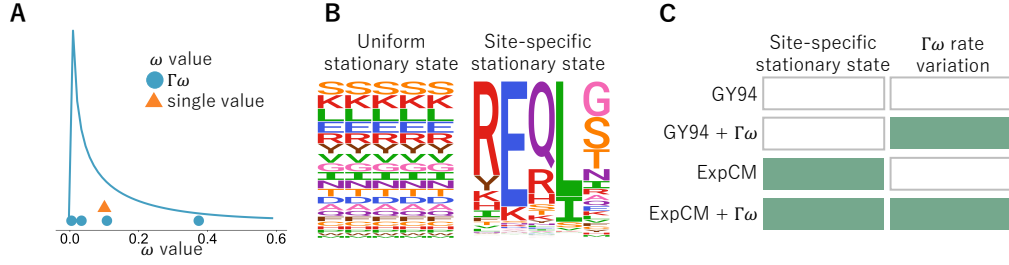 A
ω value
Γω
single value
0.0 0.2 0.4 0.6
ω value
B
Uniform
stationary state
Site-specific
stationary state
S S S S S
K K K K K
L L L L L
E E E E E
R R R R R
Y Y Y Y Y
V V V V V
G G G G G
I I I I I
N N N N N
T T T T T
D D D D D
A A A A A
R E Q L G
S
T
Y R N
K K I I
C
Site-specific
stationary state
Γω rate
variation
GY94
GY94 + Γω
ExpCM
ExpCM + Γω